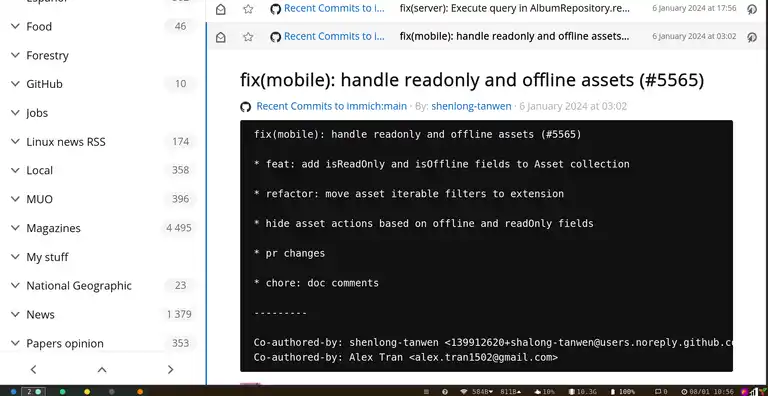 Food 46
Forestry
GitHub 10
Jobs
Linux news RSS 174
Local 358
MUO 396
Magazines 4 495
My stuff
National Geographic 23
News 1 379
Papers opinion 353
Recent Commits to i... fix(server): Execute query in AlbumRepository.re... 6 January 2024 at 17:56
Recent Commits to i... fix(mobile): handle readonly and offline assets... 6 January 2024 at 03:02
fix(mobile): handle readonly and offline assets (#5565)
Recent Commits to immich:main · By: shenlong-tanwen · 6 January 2024 at 03:02
fix(mobile): handle readonly and offline assets (#5565)
* feat: add isReadOnly and isOffline fields to Asset collection
* refactor: move asset iterable filters to extension
* hide asset actions based on offline and readOnly fields
* pr changes
* chore: doc comments
---------
Co-authored-by: shenlong-tanwen <139912620+shalong-tanwen@users.noreply.github.c
Co-authored-by: Alex Tran <alex.tran1502@gmail.com>
2 584B 811B 10% 10.3G 100% 0 08/01 10:56